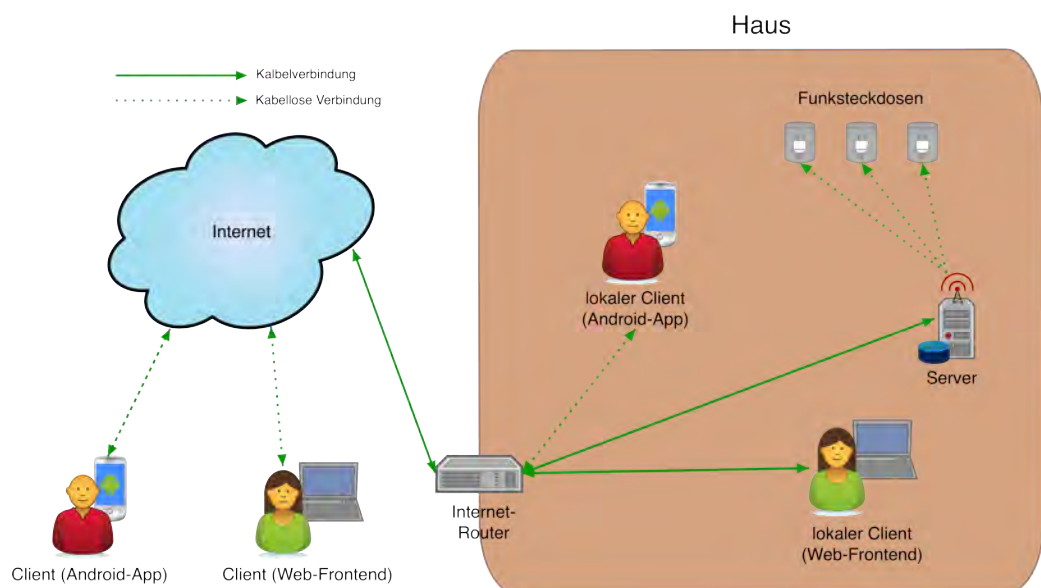 Haus
Kalbelverbindung
Kabellose Verbindung
Funksteckdosen
Internet
lokaler Client
(Android-App)
Server
Internet-
Router
lokaler Client
(Web-Frontend)
Client (Android-App)
Client (Web-Frontend)